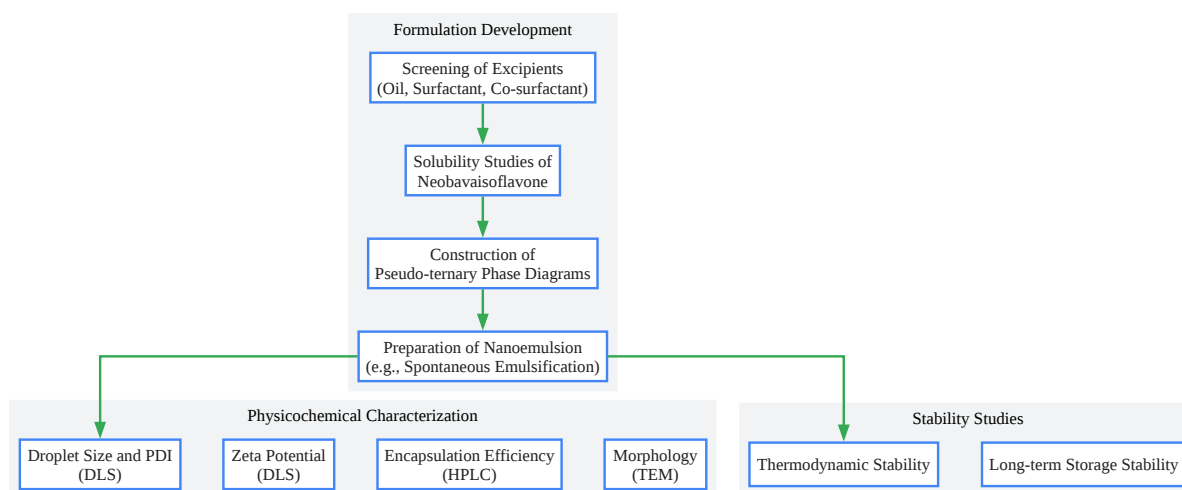 Formulation Development
Screening of Excipients
(Oil, Surfactant, Co-surfactant)
Solubility Studies of
Neobavaisoflavone
Construction of
Pseudo-ternary Phase Diagrams
Preparation of Nanoemulsion
(e.g., Spontaneous Emulsification)
Physicochemical Characterization
Droplet Size and PDI
(DLS)
Zeta Potential
(DLS)
Encapsulation Efficiency
(HPLC)
Morphology
(TEM)
Stability Studies
Thermodynamic Stability
Long-term Storage Stability